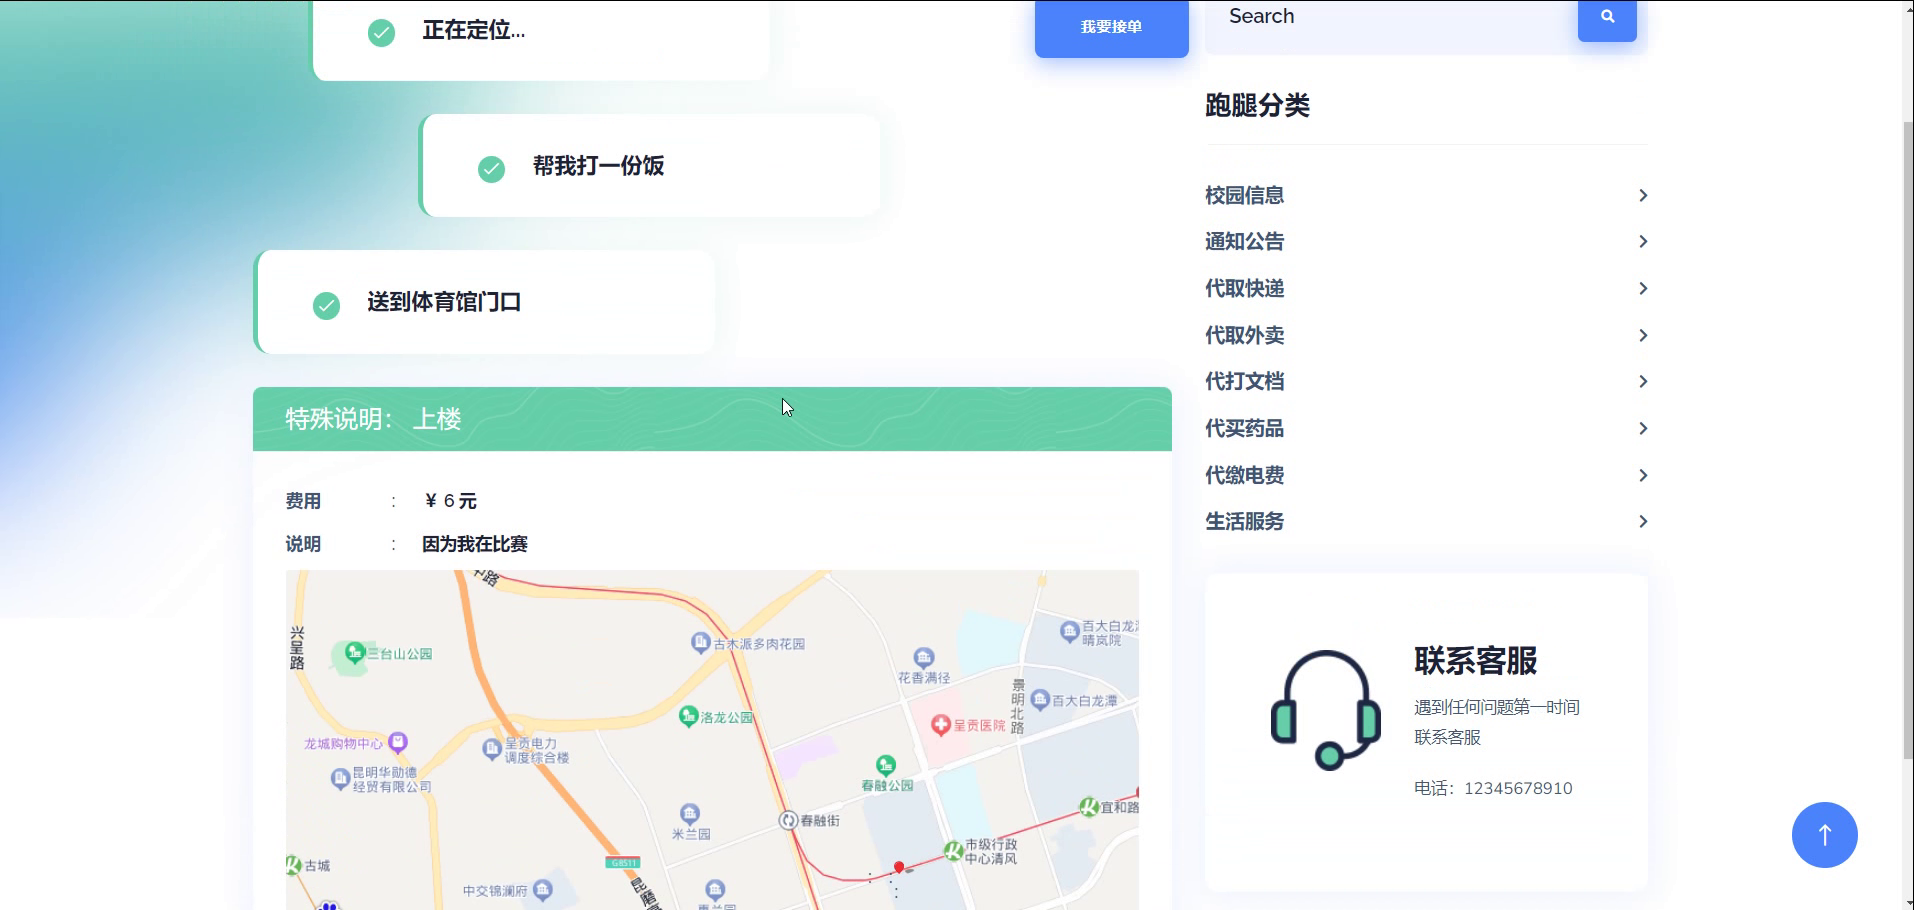 正在定位...
我要接单
Search
帮我打一份饭
送到体育馆门口
特殊说明： 上楼
费用 : ¥ 6 元
说明 : 因为我在比赛
跑腿分类
校园信息
通知公告
代取快递
代取外卖
代打文档
代买药品
代缴电费
生活服务
联系客服
遇到任何问题第一时间
联系客服
电话：12345678910
兴呈路
三台山公园
古木派多肉花园
百大白龙潭
晴岚院
花香满径
景明北路
百大白龙潭
洛龙公园
呈贡医院
龙城购物中心
呈贡电力
调度综合楼
昆明华勋德
经贸有限公司
春融公园
米兰园
春融街
宜和路
市级行政
中心清风
古城
G8511
中交锦澜府